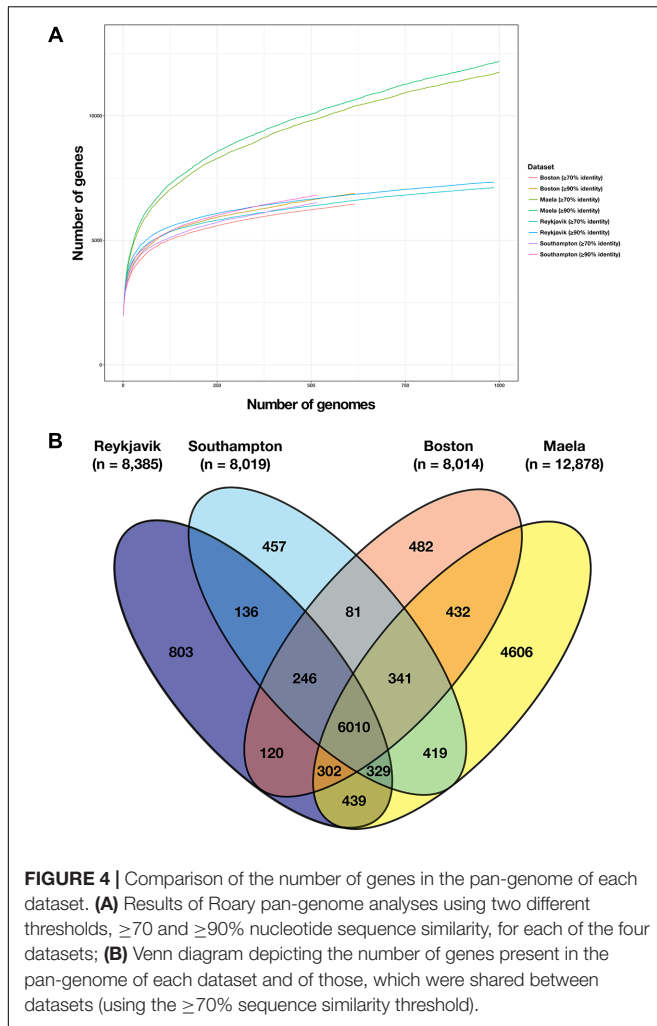 A
Number of genes
10000
5000
0
0
250
500
750
1000
Number of genomes
Dataset
Boston (≥70% identity)
Boston (≥90% identity)
Maela (≥70% identity)
Maela (≥90% identity)
Reykjavik (≥70% identity)
Reykjavik (≥90% identity)
Southampton (≥70% identity)
Southampton (≥90% identity)
B
Reykjavik
(n = 8,385)
Southampton
(n = 8,019)
Boston
(n = 8,014)
Maela
(n = 12,878)
457
482
136
81
432
803
4606
246
341
6010
120
419
302
329
439
FIGURE 4 | Comparison of the number of genes in the pan-genome of each
dataset. (A) Results of Roary pan-genome analyses using two different
thresholds, ≥70 and ≥90% nucleotide sequence similarity, for each of the four
datasets; (B) Venn diagram depicting the number of genes present in the
pan-genome of each dataset and of those, which were shared between
datasets (using the ≥70% sequence similarity threshold).